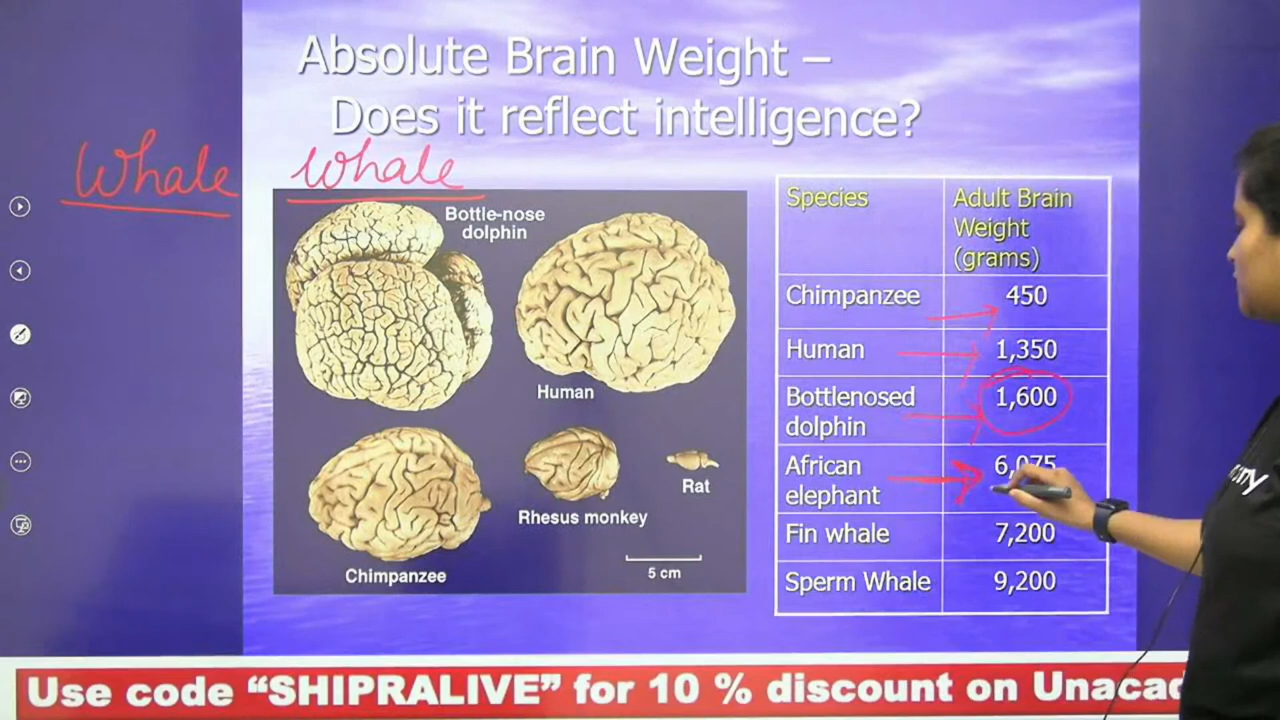 Absolute Brain Weight –
Does it reflect intelligence?
Whale
Whale
Bottle-nose
dolphin
Human
Chimpanzee
Rhesus monkey
Rat
5 cm
Species
Adult Brain
Weight
(grams)
Chimpanzee 450
Human 1,350
Bottlenosed
dolphin
1,600
African
elephant
6,075
Fin whale 7,200
Sperm Whale 9,200
Use code “SHIPRALIVE” for 10 % discount on